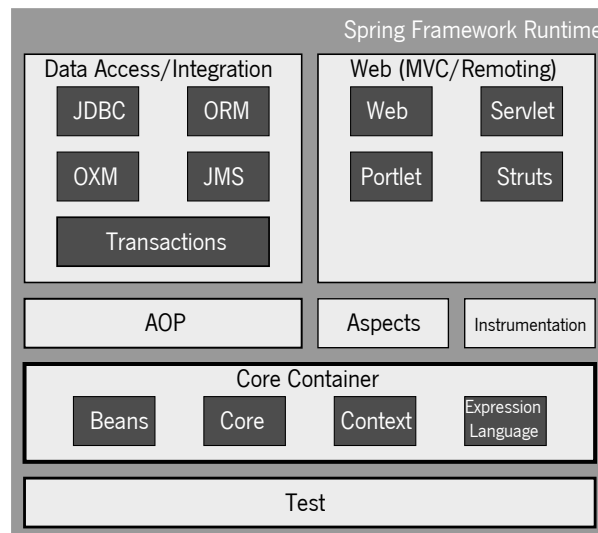 Spring Framework Runtime
Data Access/Integration
Web (MVC/Remoting)
JDBC
ORM
Web
Servlet
OXM
JMS
Portlet
Struts
Transactions
AOP
Aspects
Instrumentation
Core Container
Beans
Core
Context
Expression
Language
Test